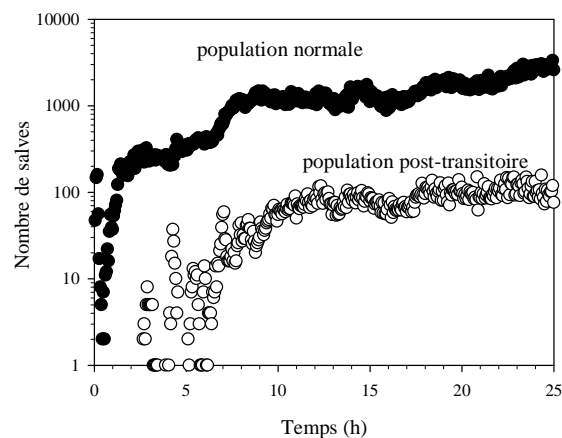 10000
population normale
1000
population post-transitoire
Nombre de salves
100
10
1
0 5 10 15 20 25
Temps (h)